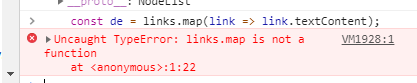 __proto__: NodeList
const de = links.map(link => link.textContent);
Uncaught TypeError: links.map is not a VM1928:1
function
at <anonymous>:1:22